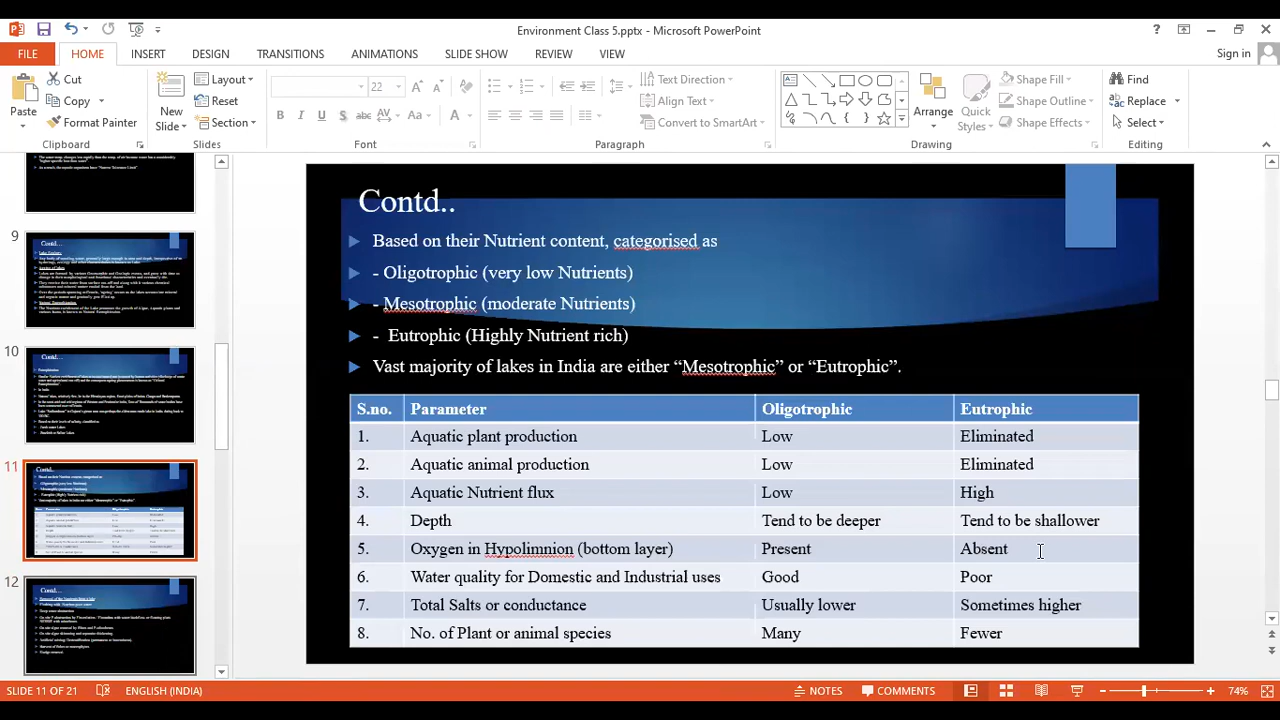 Environment Class 5.pptx - Microsoft PowerPoint
FILE HOME INSERT DESIGN TRANSITIONS ANIMATIONS SLIDE SHOW REVIEW VIEW Sign in
Cut Layout 22 Text Direction Shape Fill Find
Paste Copy New Slide Reset Align Text Arrange Quick Styles Shape Outline Replace
Format Painter Section Convert to SmartArt Shape Effects Select
Clipboard Slides Font Paragraph Drawing Editing
9
10
11
12
Contd..
Based on their Nutrient content, categorised as
- Oligotrophic (very low Nutrients)
- Mesotrophic (Moderate Nutrients)
- Eutrophic (Highly Nutrient rich)
Vast majority of lakes in India are either “Mesotrophic” or “Eutrophic”.
S.no. Parameter Oligtrophic Eutrophic
1. Aquatic plant production Low Eliminated
2. Aquatic animal production Low Eliminated
3. Aquatic Nutrient flux Low High
4. Depth Tend to be deeper Tend to be shallower
5. Oxygen in (bottom layer) Present Absent
6. Water quality for Domestic and Industrial uses Good Poor
7. Total Salt or conductance Usually lower Sometimes higher
8. No. of Plant or animal species Many Fewer
SLIDE 11 OF 21 ENGLISH (INDIA) NOTES COMMENTS 74%